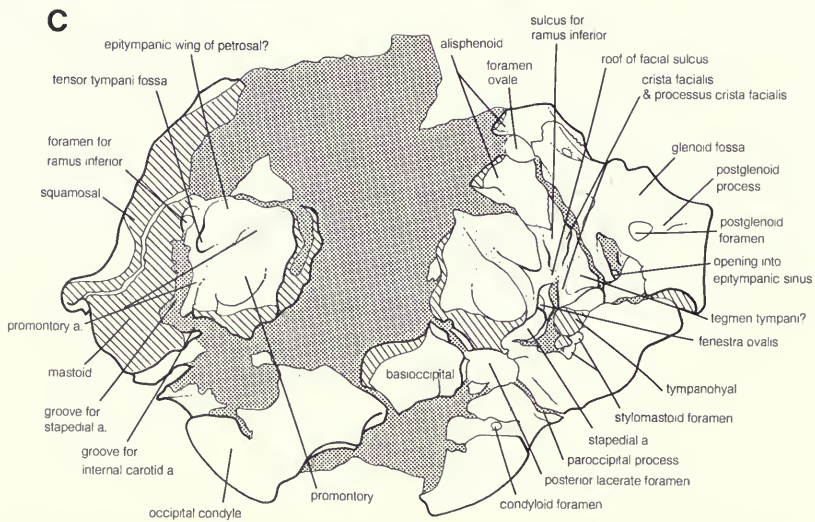 C
epitympanic wing of petrosal?
tensor tympani fossa
foramen for
ramus inferior
squamosal
promontory a.
mastoid
groove for
stapedial a.
groove for
internal carotid a
occipital condyle
promontory
basioccipital
alisphenoid
foramen
ovale
sulcus for
ramus inferior
roof of facial sulcus
crista facialis
& processus crista facialis
glenoid fossa
postglenoid
process
postglenoid
foramen
opening into
epitympanic sinus
tegmen tympani?
fenestra ovalis
tympanohyal
stylomastoid foramen
stapedial a
paroccipital process
posterior lacerate foramen
condyloid foramen